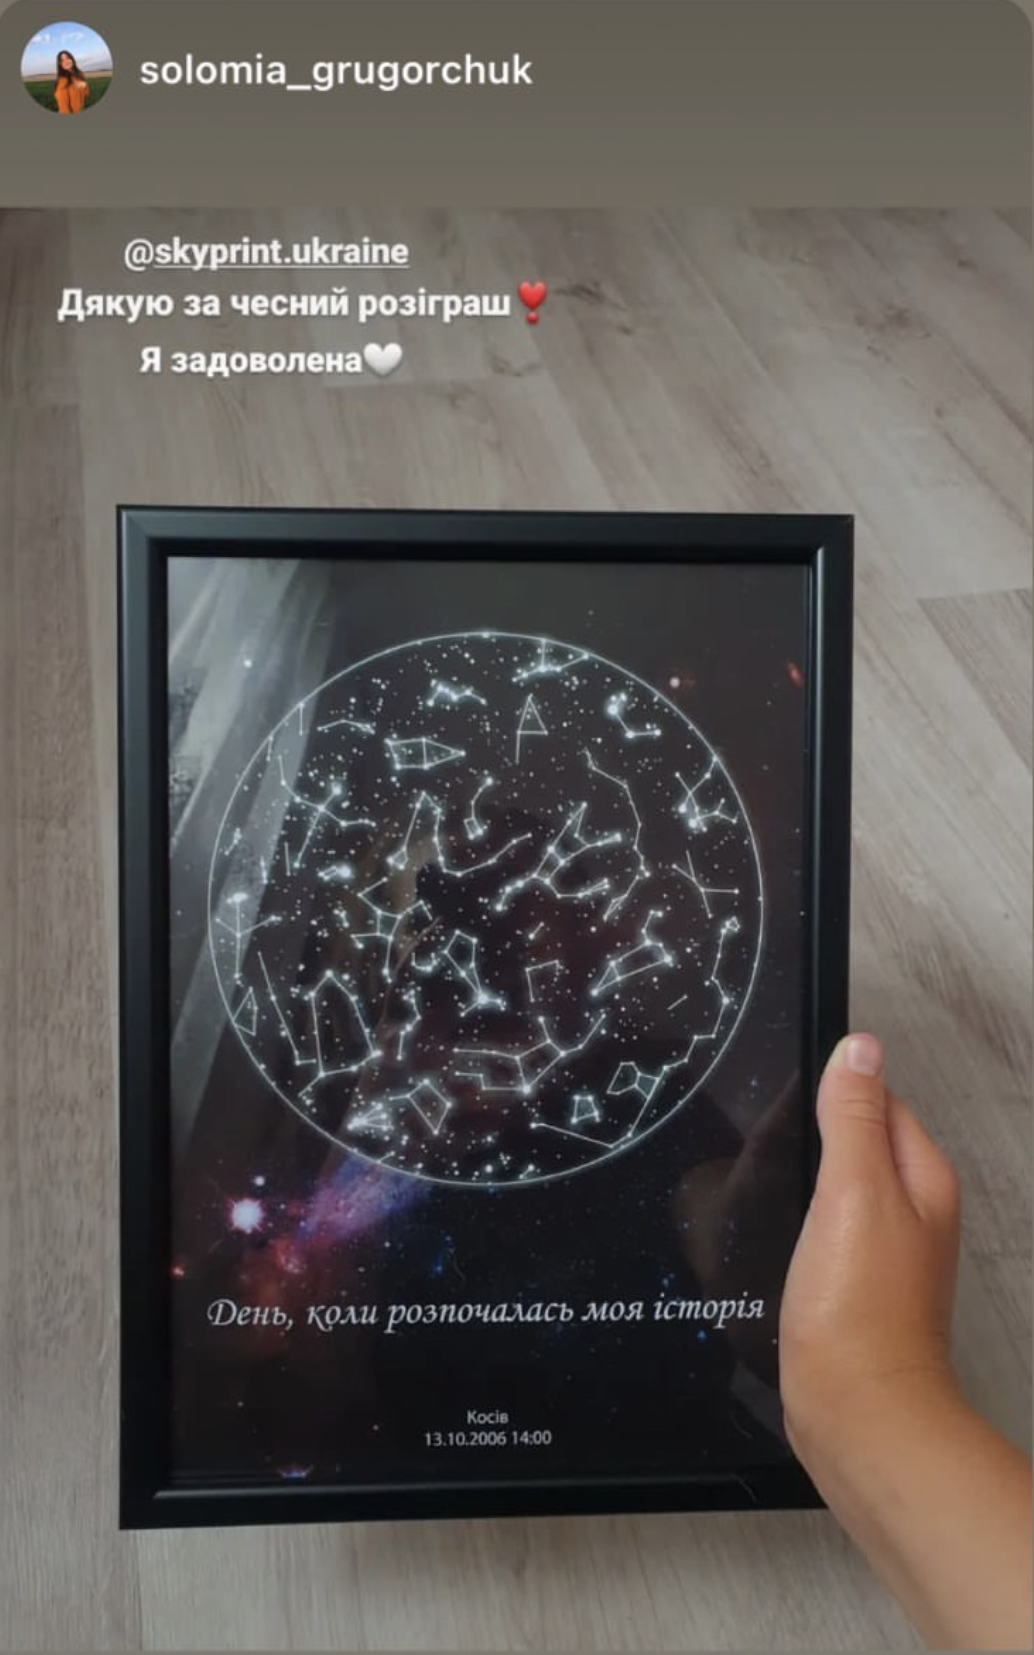 solomia_grugorchuk
@skyprint.ukraine
Дякую за чесний розіграш❣️
Я задоволена🤍
День, коли розпочалась моя історія
Косів
13.10.2006 14:00